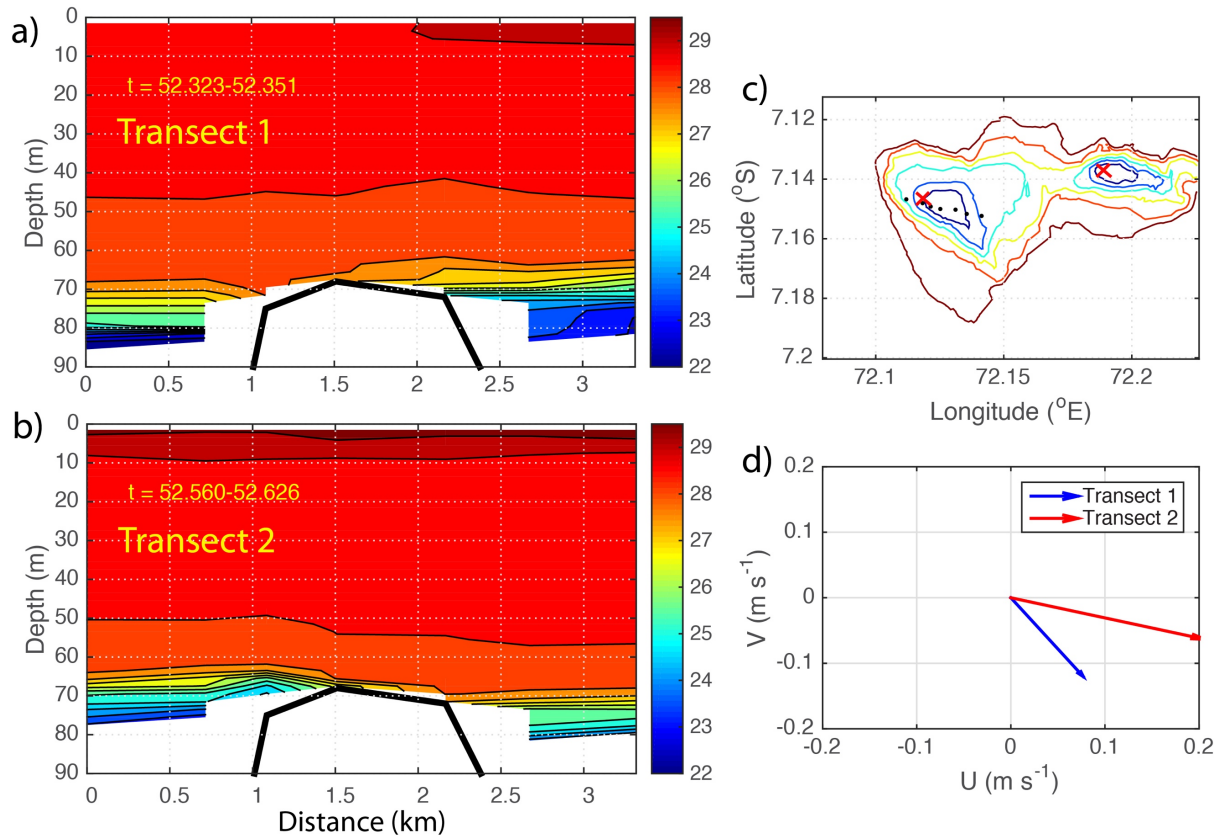 a)
0
10
20
30
40
50
60
70
80
90
Depth (m)
t = 52.323-52.351
Transect 1
0 0.5 1 1.5 2 2.5 3
29
28
27
26
25
24
23
22
b)
0
10
20
30
40
50
60
70
80
90
Depth (m)
t = 52.560-52.626
Transect 2
0 0.5 1 1.5 2 2.5 3
Distance (km)
29
28
27
26
25
24
23
22
c)
7.12
7.14
7.16
7.18
7.2
Latitude (°S)
72.1 72.15 72.2
Longitude (°E)
d)
0.2
0.1
0
-0.1
-0.2
V (m s⁻¹)
Transect 1
Transect 2
-0.2 -0.1 0 0.1 0.2
U (m s⁻¹)